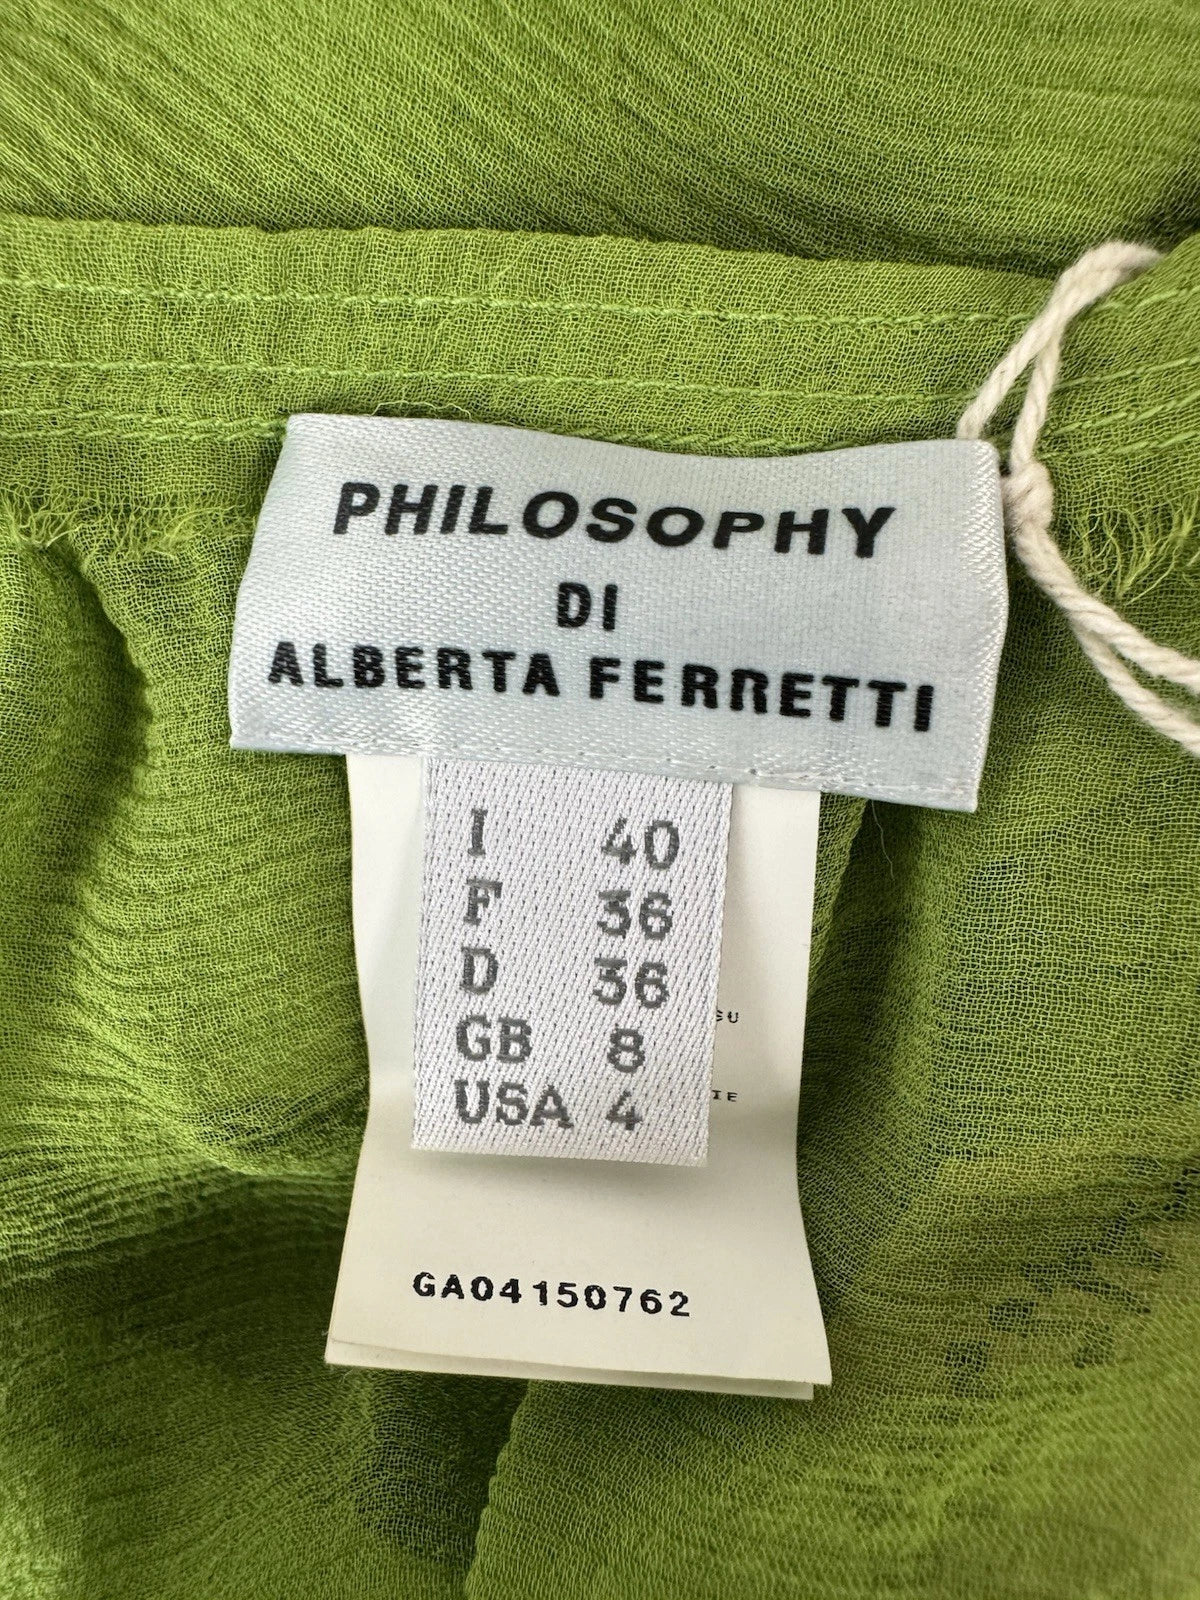 PHILOSOPHY
DI
ALBERTA FERRETTI
I 40
F 36
D 36
GB 8
USA 4
GA04150762